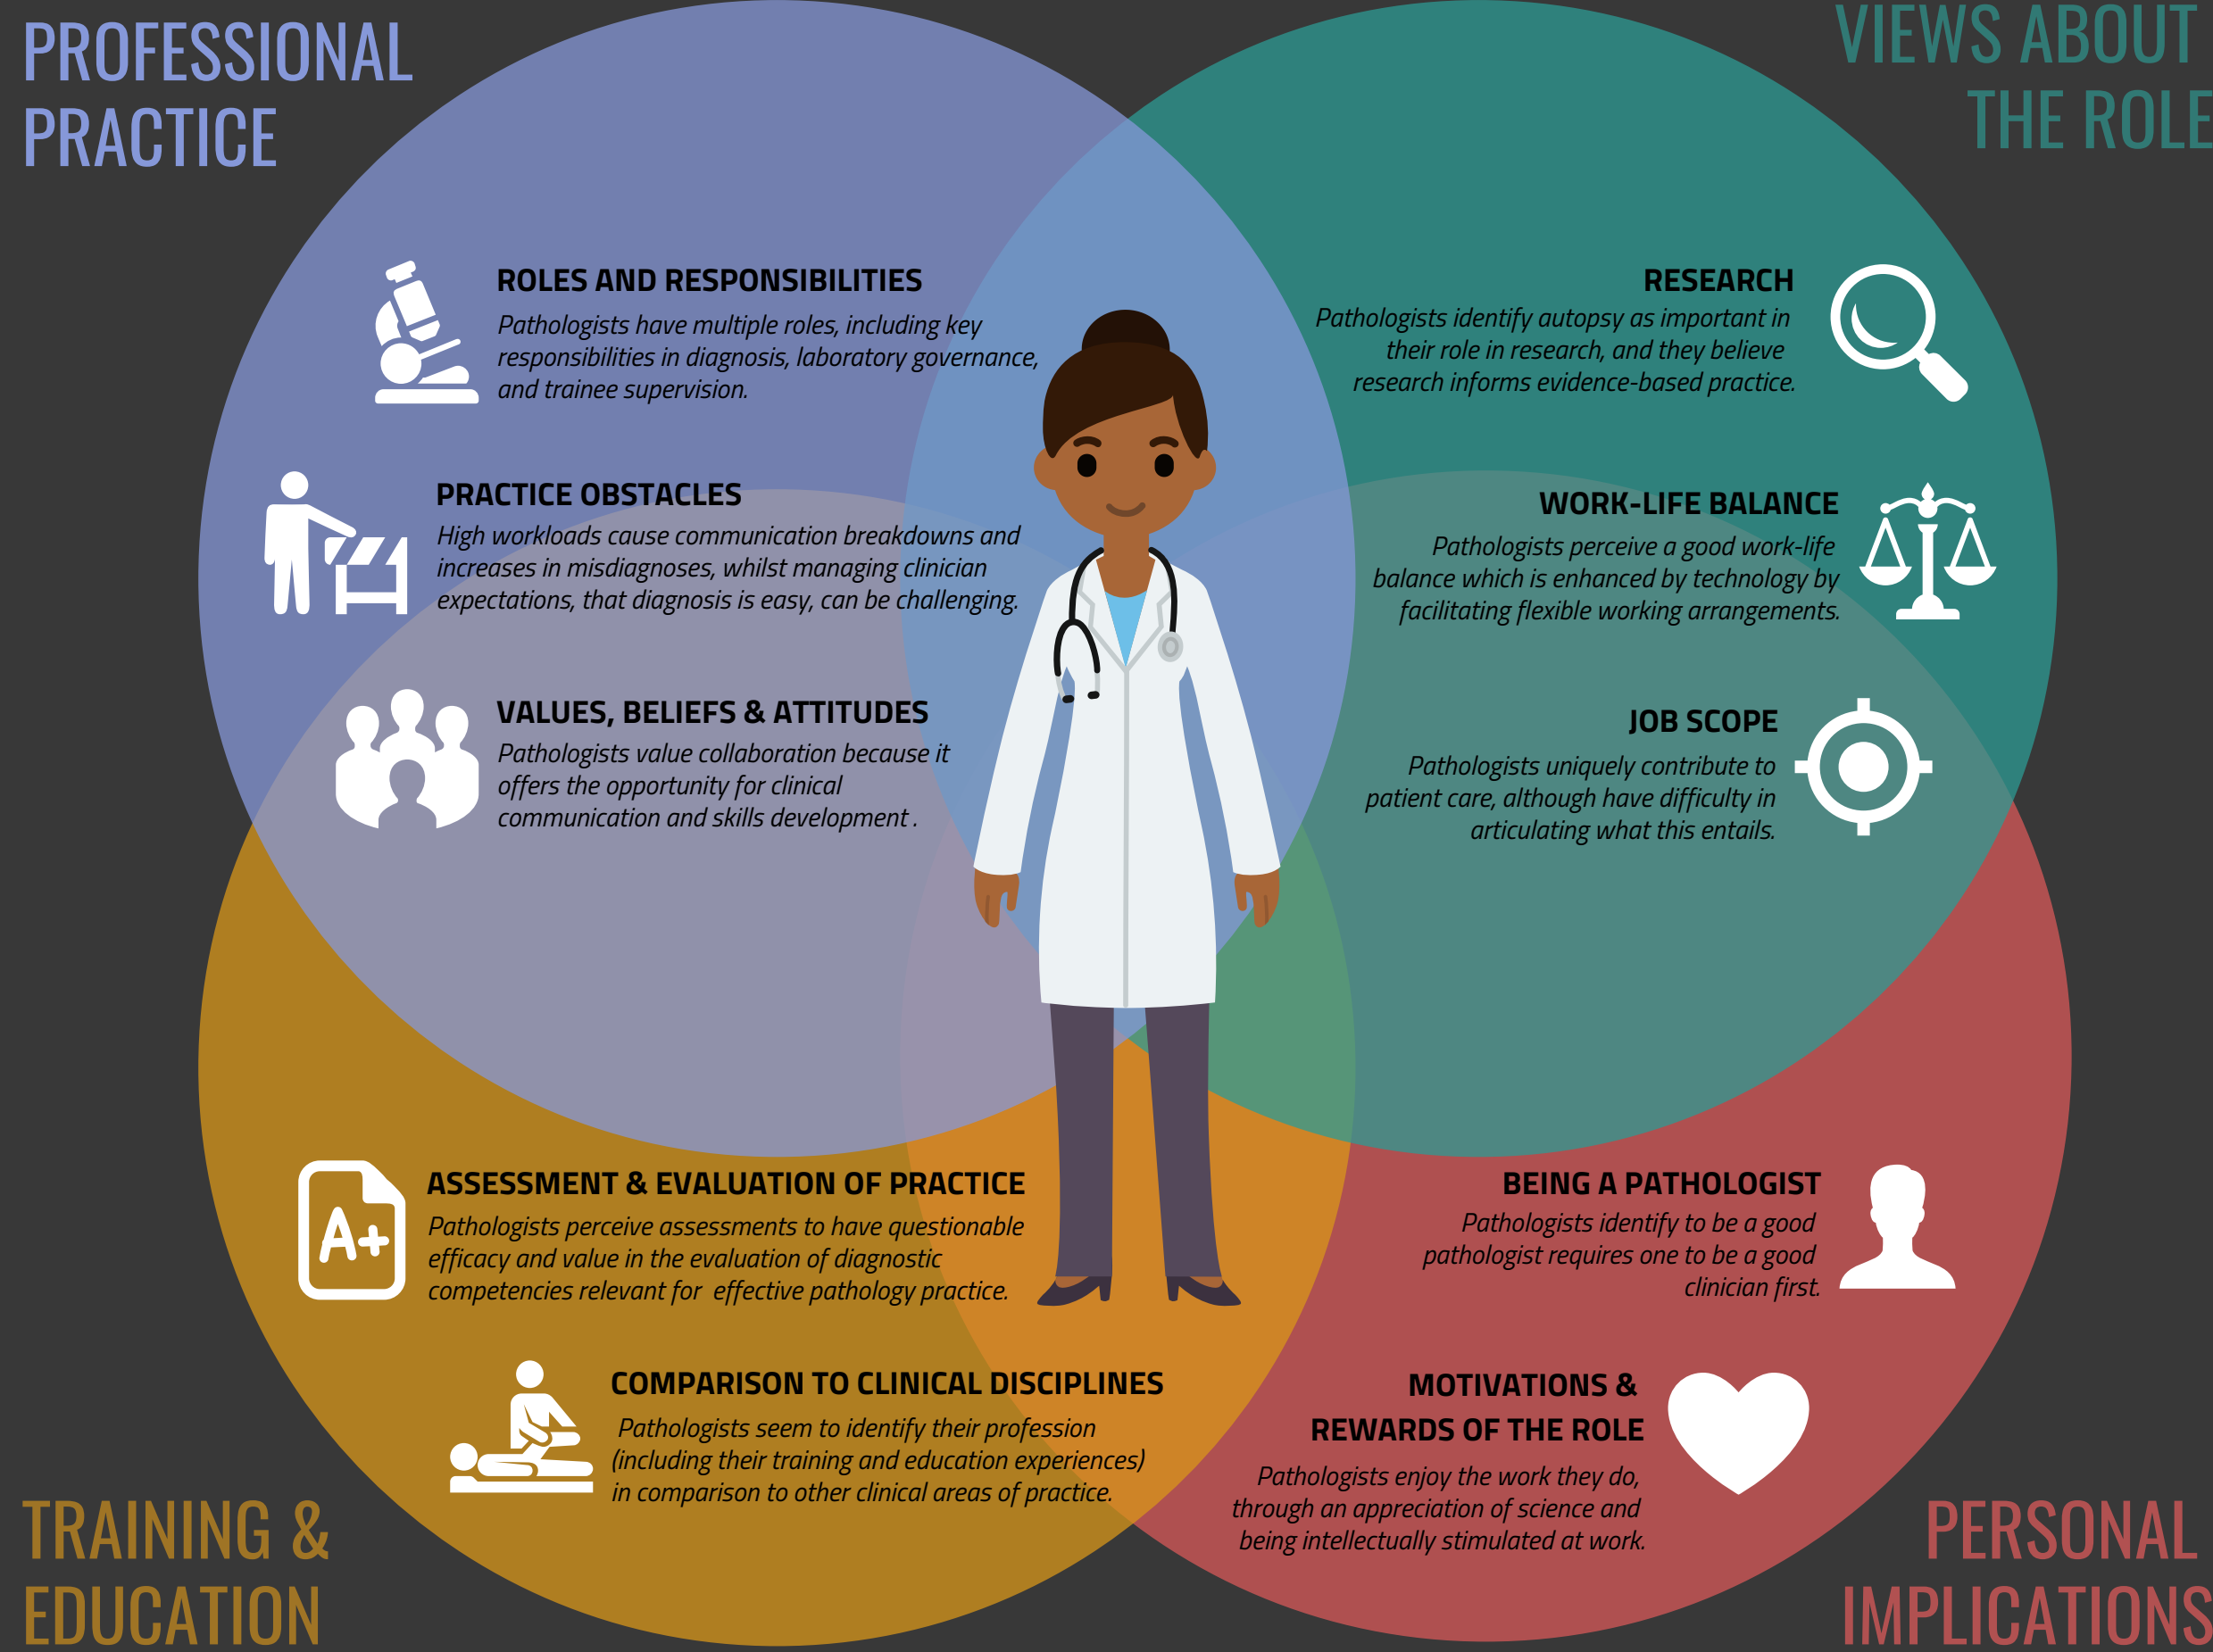 PROFESSIONAL
PRACTICE
VIEWS ABOUT
THE ROLE
ROLES AND RESPONSIBILITIES
Pathologists have multiple roles, including key
responsibilities in diagnosis, laboratory governance,
and trainee supervision.
PRACTICE OBSTACLES
High workloads cause communication breakdowns and
increases in misdiagnoses, whilst managing clinician
expectations, that diagnosis is easy, can be challenging.
VALUES, BELIEFS & ATTITUDES
Pathologists value collaboration because it
offers the opportunity for clinical
communication and skills development .
RESEARCH
Pathologists identify autopsy as important in
their role in research, and they believe
research informs evidence-based practice.
WORK-LIFE BALANCE
Pathologists perceive a good work-life
balance which is enhanced by technology by
facilitating flexible working arrangements.
JOB SCOPE
Pathologists uniquely contribute to
patient care, although have difficulty in
articulating what this entails.
ASSESSMENT & EVALUATION OF PRACTICE
A+
Pathologists perceive assessments to have questionable
efficacy and value in the evaluation of diagnostic
competencies relevant for effective pathology practice.
COMPARISON TO CLINICAL DISCIPLINES
Pathologists seem to identify their profession
(including their training and education experiences)
in comparison to other clinical areas of practice.
BEING A PATHOLOGIST
Pathologists identify to be a good
pathologist requires one to be a good
clinician first.
MOTIVATIONS &
REWARDS OF THE ROLE
Pathologists enjoy the work they do,
through an appreciation of science and
being intellectually stimulated at work.
TRAINING &
EDUCATION
PERSONAL
IMPLICATIONS